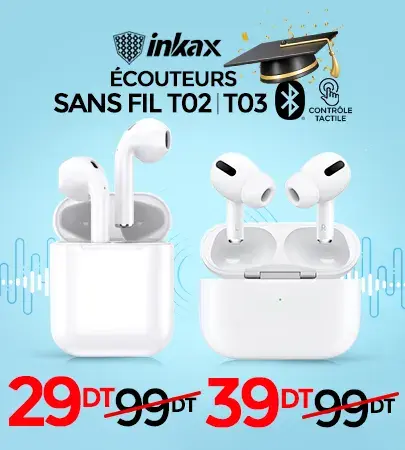 inkax
ÉCOUTEURS
SANS FIL T02 | T03
CONTRÔLE
TACTILE
29DT 99DT 39DT 99DT